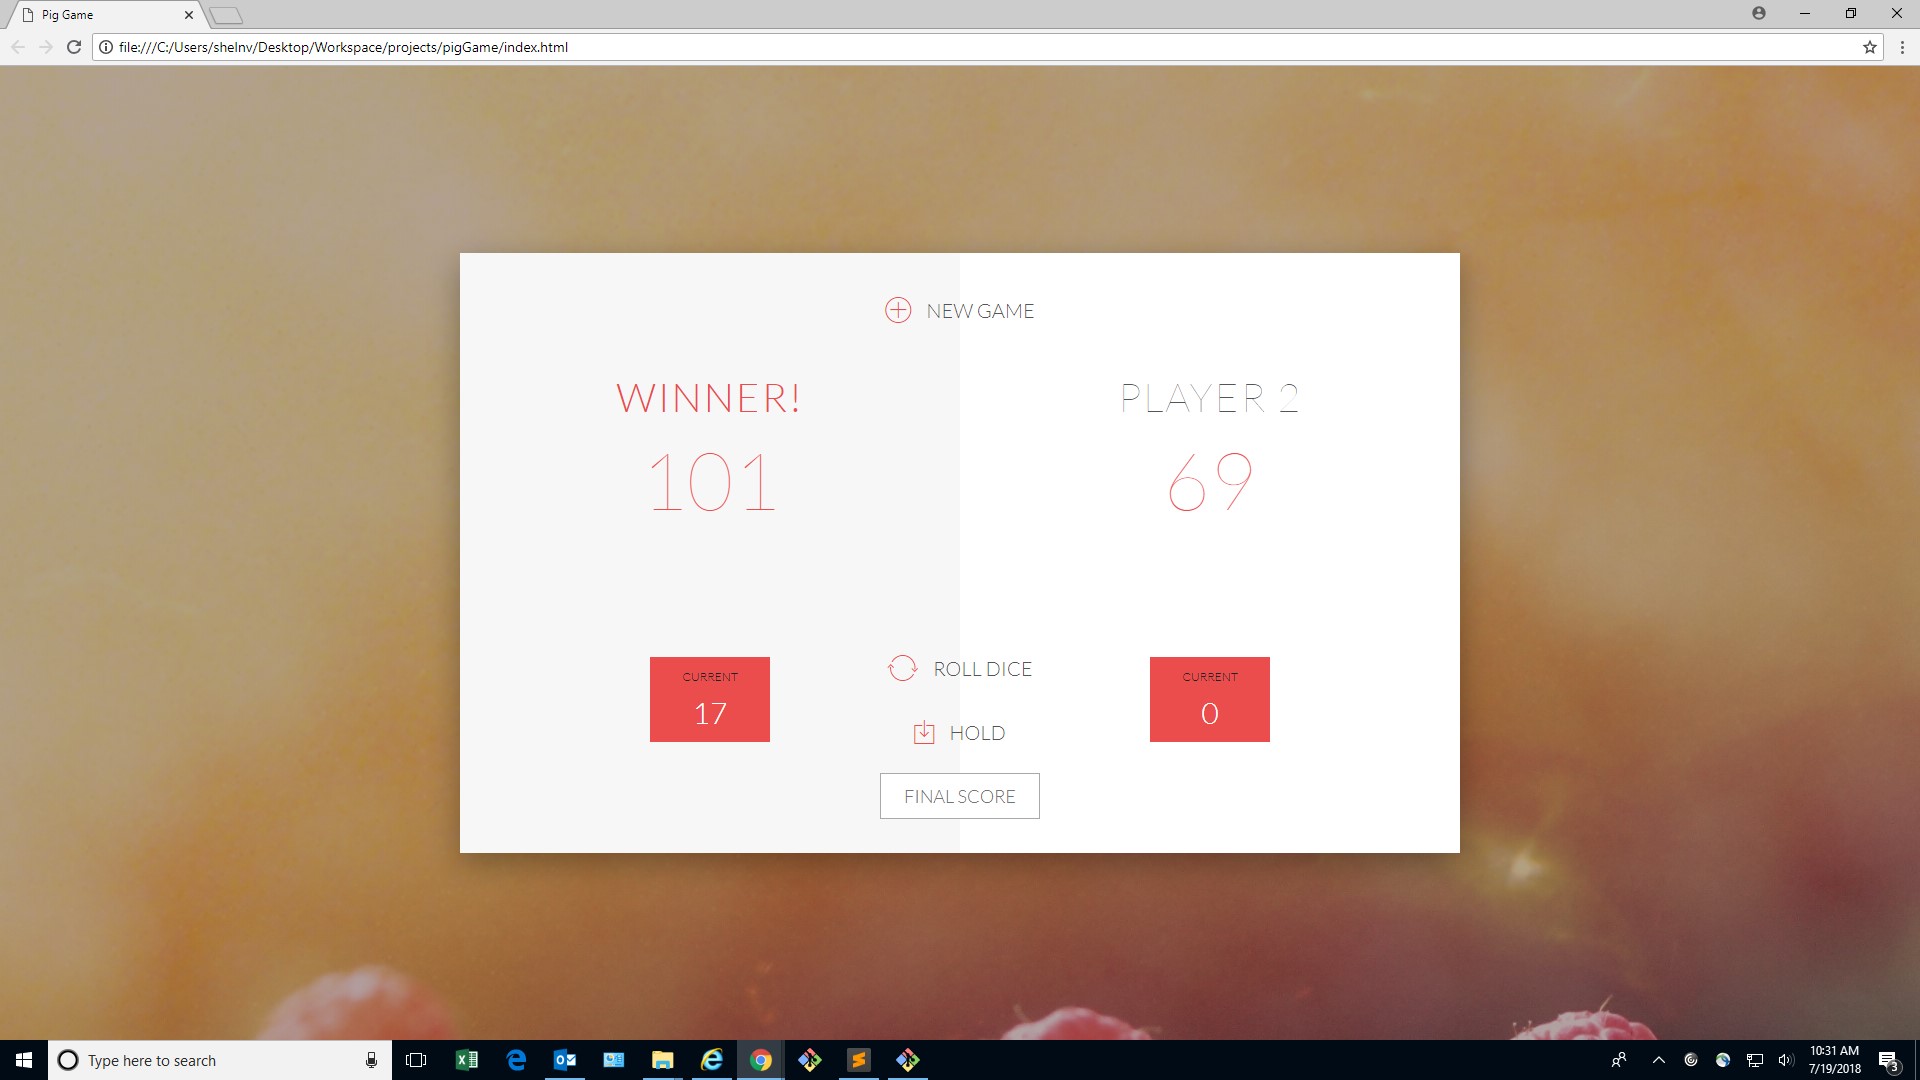 Pig Game
file:///C:/Users/shelnv/Desktop/Workspace/projects/pigGame/index.html
NEW GAME
WINNER!
PLAYER 2
101
69
CURRENT
17
ROLL DICE
CURRENT
0
HOLD
FINAL SCORE
Type here to search
10:31 AM
7/19/2018
3